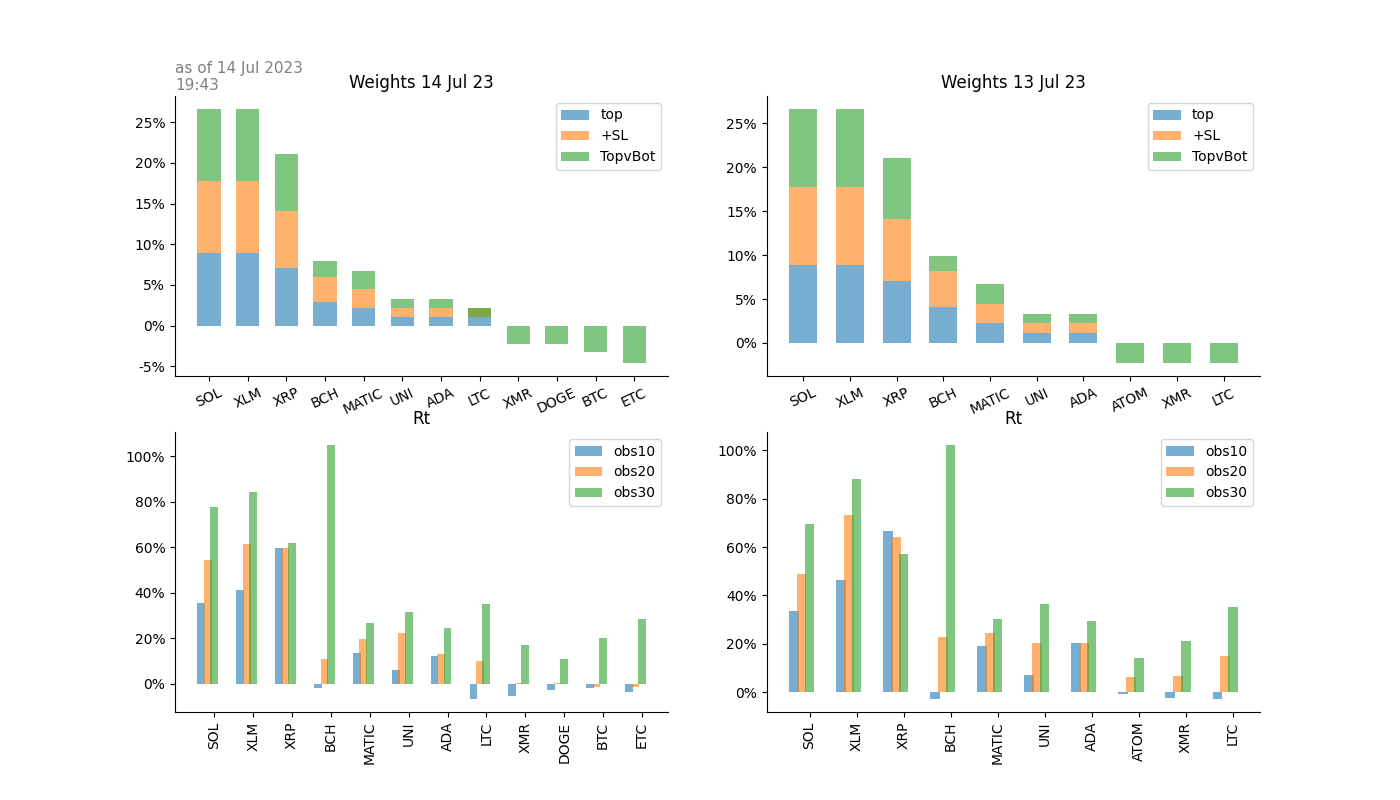 as of 14 Jul 2023
19:43
Weights 14 Jul 23
25%
20%
15%
10%
5%
0%
-5%
top
+SL
TopvBot
SOL XLM XRP BCH MATIC UNI ADA LTC XMR DOGE BTC ETC
Weights 13 Jul 23
25%
20%
15%
10%
5%
0%
top
+SL
TopvBot
SOL XLM XRP BCH MATIC UNI ADA ATOM XMR LTC
Rt
100%
80%
60%
40%
20%
0%
obs10
obs20
obs30
SOL XLM XRP BCH MATIC UNI ADA LTC XMR DOGE BTC ETC
Rt
100%
80%
60%
40%
20%
0%
obs10
obs20
obs30
SOL XLM XRP BCH MATIC UNI ADA ATOM XMR LTC